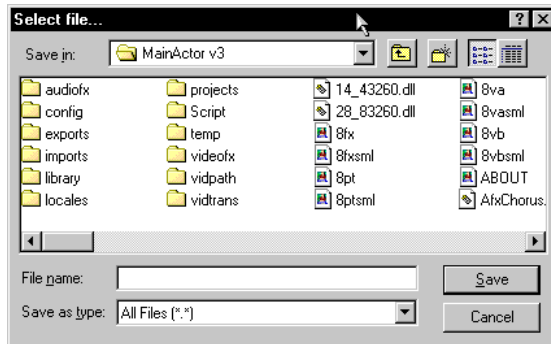 Select file...
Save in: MainActor v3
audiofx projects 14_43260.dll 8va
config Script 28_83260.dll 8vasml
exports temp 8fx 8vb
imports videofx 8fxsml 8vbsml
library vidpath 8pt ABOUT
locales vidtrans 8ptsml AfxChorus.
File name: Save
Save as type: All Files (*.*) Cancel